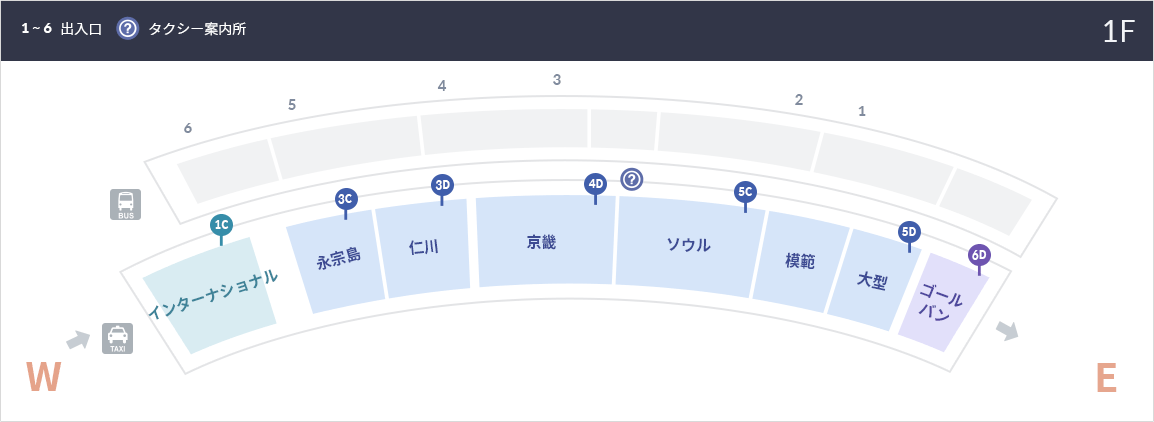 1~6 出入口 ? タクシー案内所
1F
3
4
2
5
1
6
BUS
4D
?
3D
5C
3C
1C
5D
6D
インターナショナル
永宗島
仁川
京畿
ソウル
模範
大型
ゴール
バン
TAXI
W
E